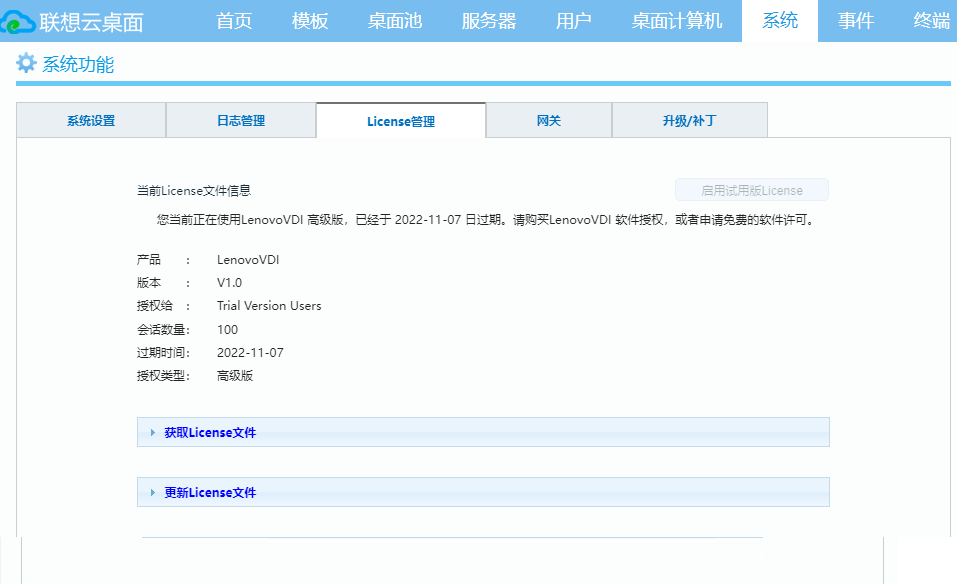 联想云桌面 首页 模板 桌面池 服务器 用户 桌面计算机 系统 事件 终端
系统功能
系统设置 日志管理 License管理 网关 升级/补丁
当前License文件信息 启用试用版License
您当前正在使用LenovoVDI 高级版，已经于 2022-11-07 日过期。请购买LenovoVDI 软件授权，或者申请免费的软件许可。
产品 : LenovoVDI
版本 : V1.0
授权给 : Trial Version Users
会话数量: 100
过期时间: 2022-11-07
授权类型: 高级版
获取License文件
更新License文件